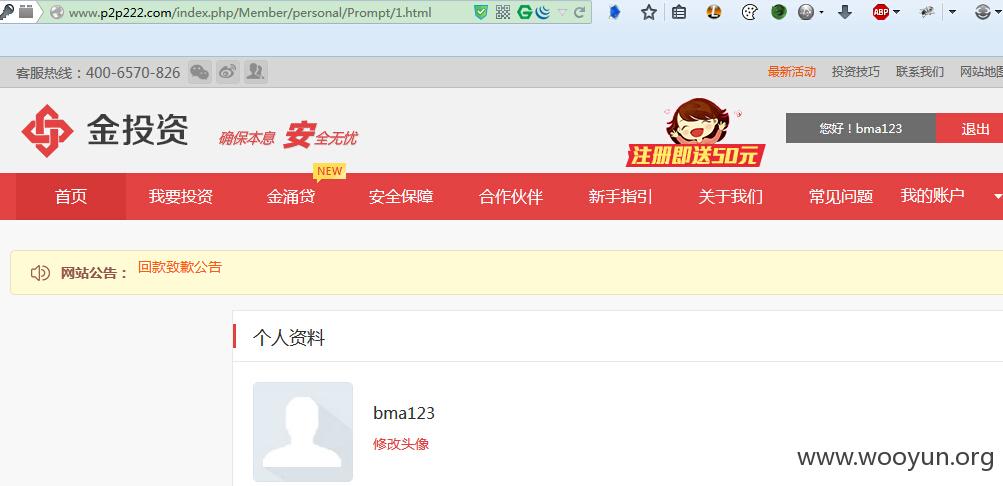 www.p2p222.com/index.php/Member/personal/Prompt/1.html
ABP
客服热线：400-6570-826
最新活动 投资技巧 联系我们 网站地图
金投资 确保本息 安全无忧
注册即送50元
您好！bma123 退出
NEW
首页 我要投资 金涌贷 安全保障 合作伙伴 新手指引 关于我们 常见问题 我的账户
网站公告： 回款致歉公告
个人资料
bma123
修改头像
www.wooyun.org